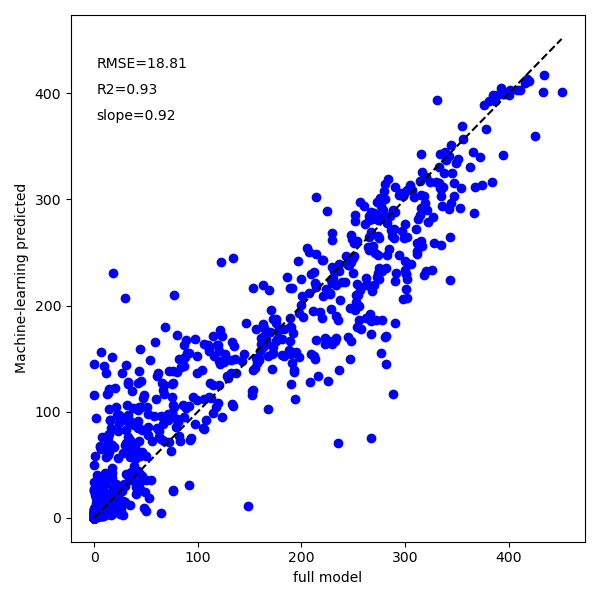 RMSE=18.81
R2=0.93
slope=0.92
Machine-learning predicted
400
300
200
100
0
0 100 200 300 400
full model